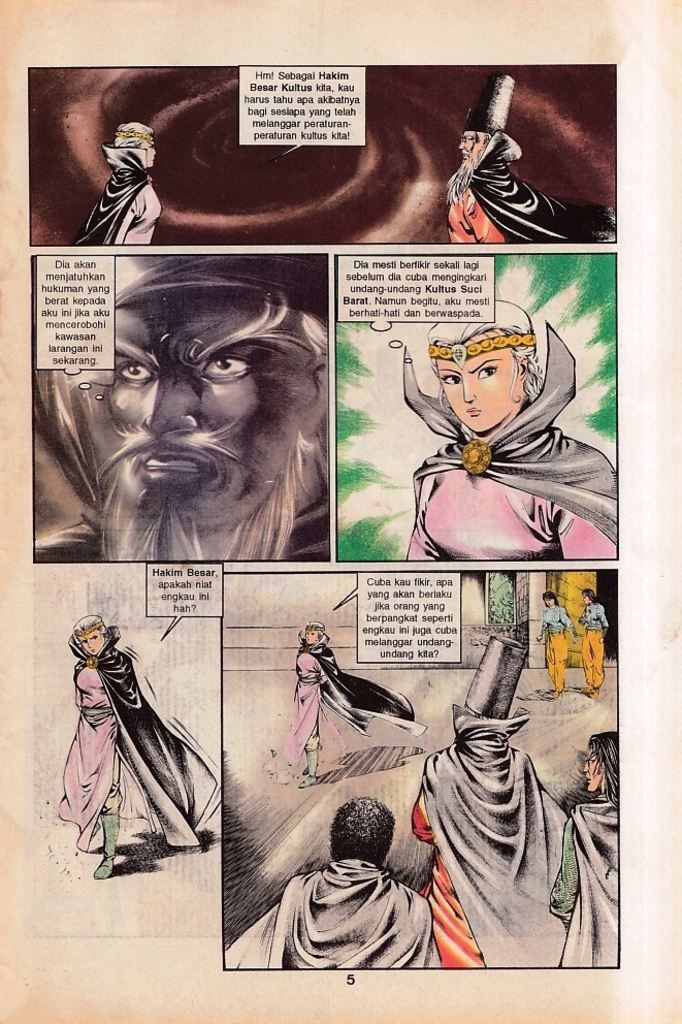 Hm! Sebagai Hakim
Besar Kultus kita, kau
harus tahu apa akibatnya
bagi sesiapa yang telah
melanggar peraturan-
peraturan kultus kita!
Dia akan
menjatuhkan
hukuman yang
berat kepada
aku ini jika aku
mencerobohi
kawasan
larangan ini
sekarang.
Dia mesti berfikir sekali lagi
sebelum dia cuba mengingkari
undang-undang Kultus Suci
Barat. Namun begitu, aku mesti
berhati-hati dan berwaspada.
Hakim Besar,
apakah niat
engkau ini
hah?
Cuba kau fikir, apa
yang akan berlaku
jika orang yang
berpangkat seperti
engkau ini juga cuba
melanggar undang-
undang kita?
5